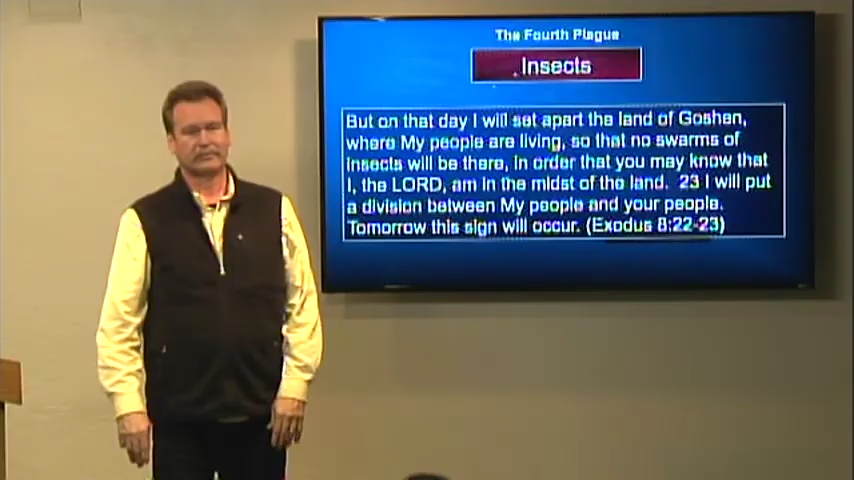 The Fourth Plague
Insects
But on that day I will set apart the land of Goshen,
where My people are living, so that no swarms of
insects will be there, in order that you may know that
I, the LORD, am in the midst of the land.  23 I will put
a division between My people and your people.
Tomorrow this sign will occur. (Exodus 8:22-23)